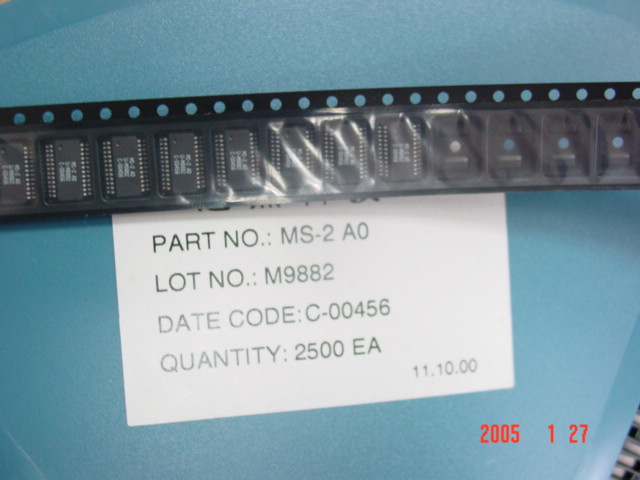 PART NO.: MS-2 A0
LOT NO.: M9882
DATE CODE:C-00456
QUANTITY: 2500 EA
11.10.00
2005 1 27